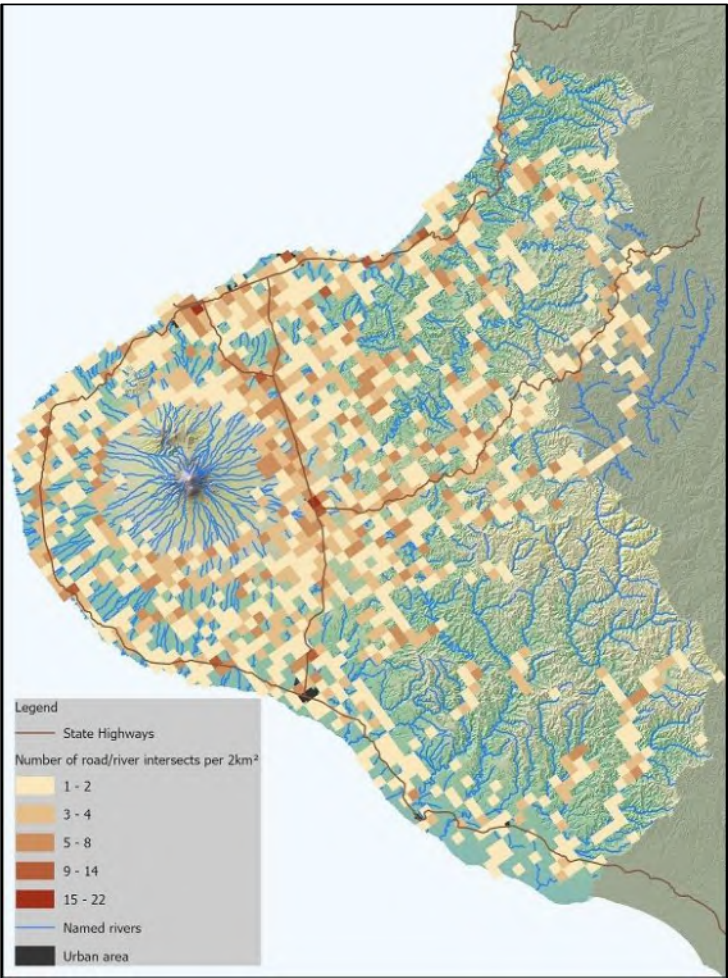 Legend
State Highways
Number of road/river intersects per 2km²
1 - 2
3 - 4
5 - 8
9 - 14
15 - 22
Named rivers
Urban area